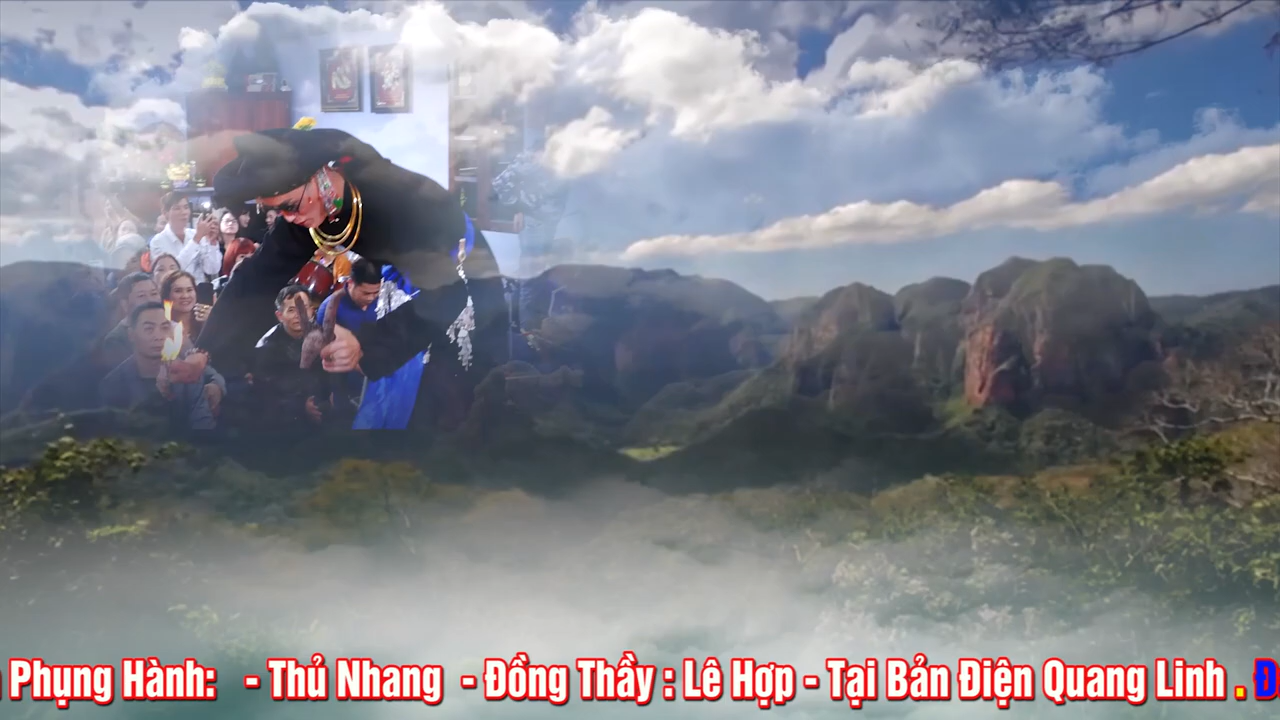 Phụng Hành: - Thủ Nhang - Đồng Thầy : Lê Hợp - Tại Bản Điện Quang Linh . Đ